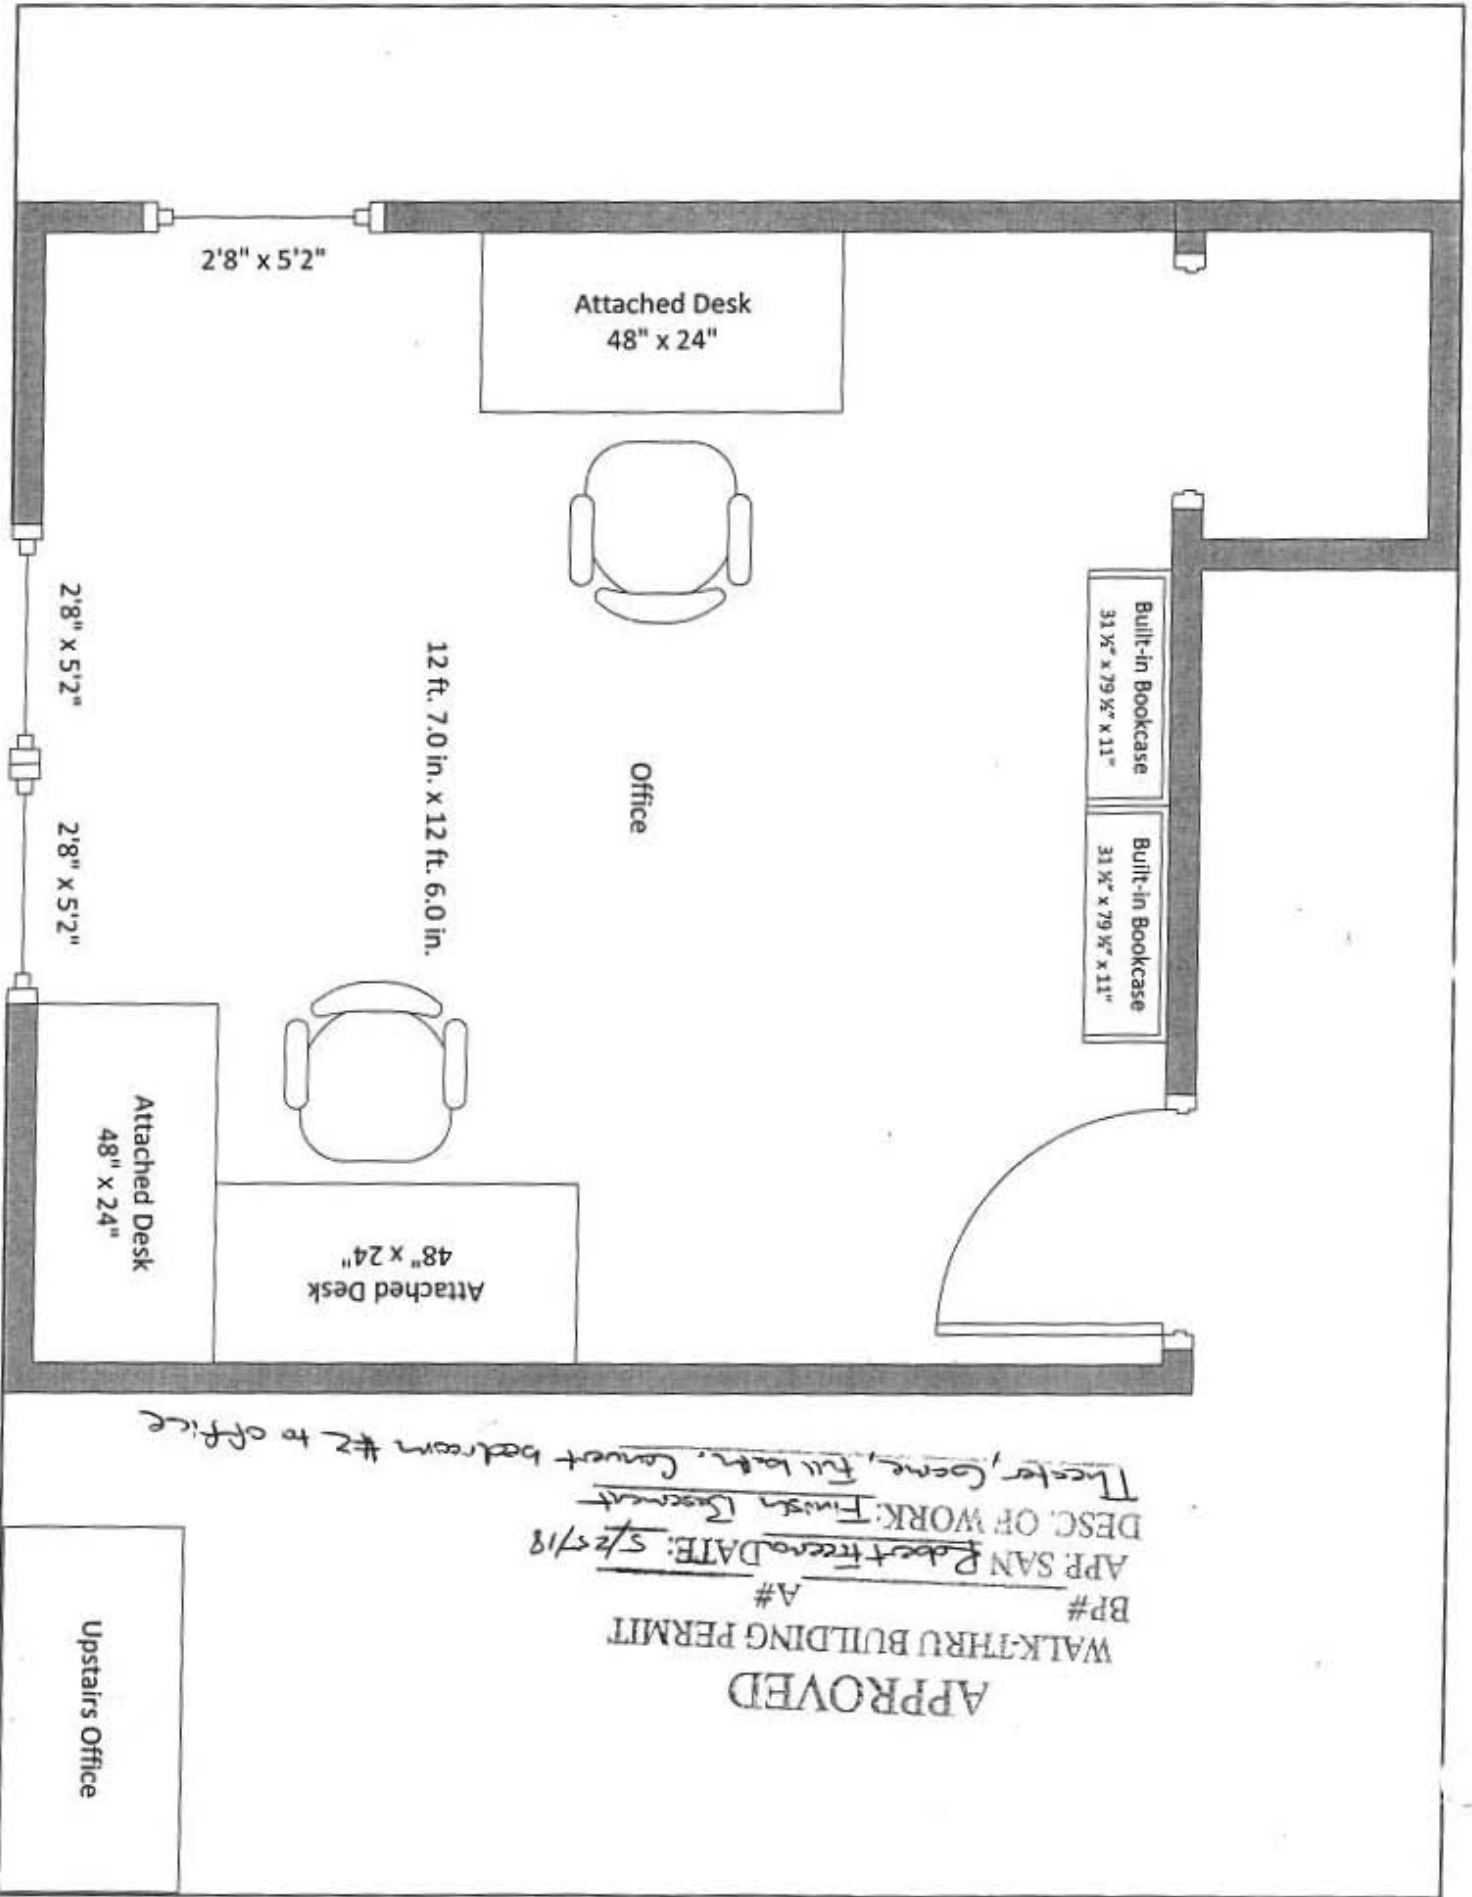 2'8" x 5'2"
Attached Desk
48" x 24"
Built-in Bookcase
31 ½" x 79 ½" x 11"
Built-in Bookcase
31 ½" x 79 ½" x 11"
Office
12 ft. 7.0 in. x 12 ft. 6.0 in.
2'8" x 5'2"
2'8" x 5'2"
Attached Desk
48" x 24"
Attached Desk
48" x 24"
Upstairs Office
APPROVED
WALK-THRU BUILDING PERMIT
BP# A#
APP. SAN Robert DATE: 5/25/18
DESC. OF WORK: Finish Basement
Theater, Game, Full bath. Convert bedroom #2 to office